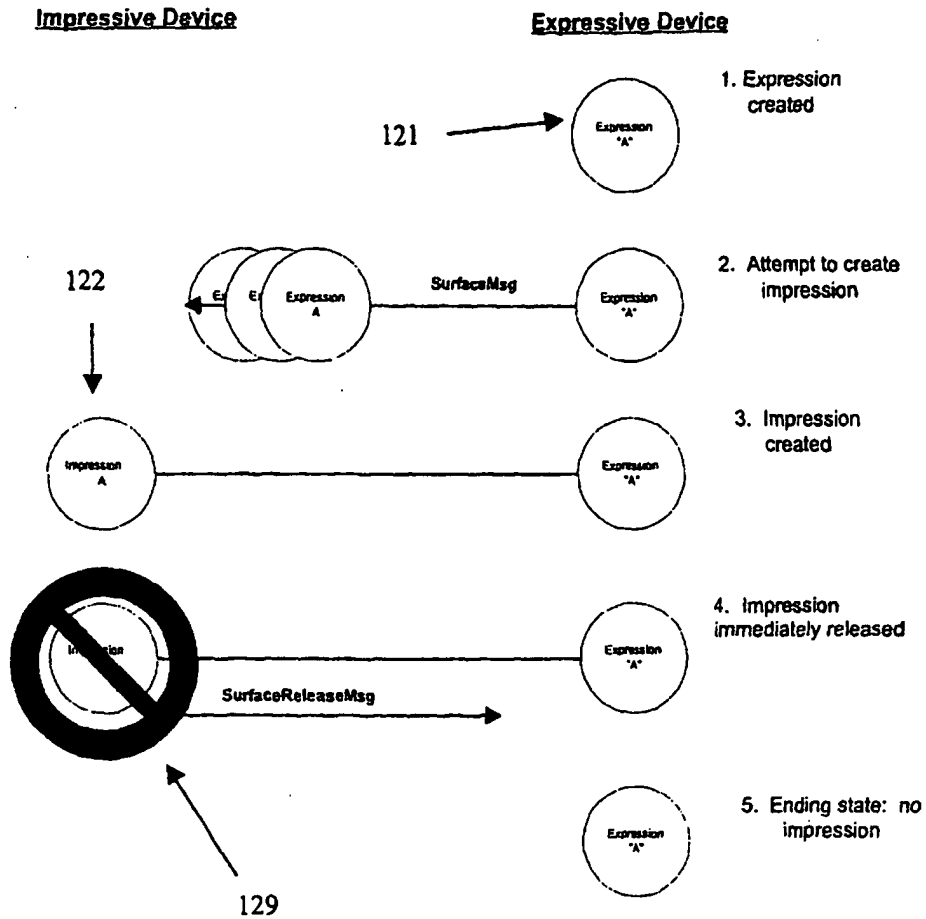 Impressive Device
Expressive Device
1. Expression
created
121
Expression
"A"
122
2. Attempt to create
impression
Ex
E
Expression
A
SurfaceMsg
Expression
"A"
3. Impression
created
Impression
A
Expression
"A"
4. Impression
immediately released
Expression
"A"
SurfaceReleaseMsg
5. Ending state: no
impression
Expression
"A"
129